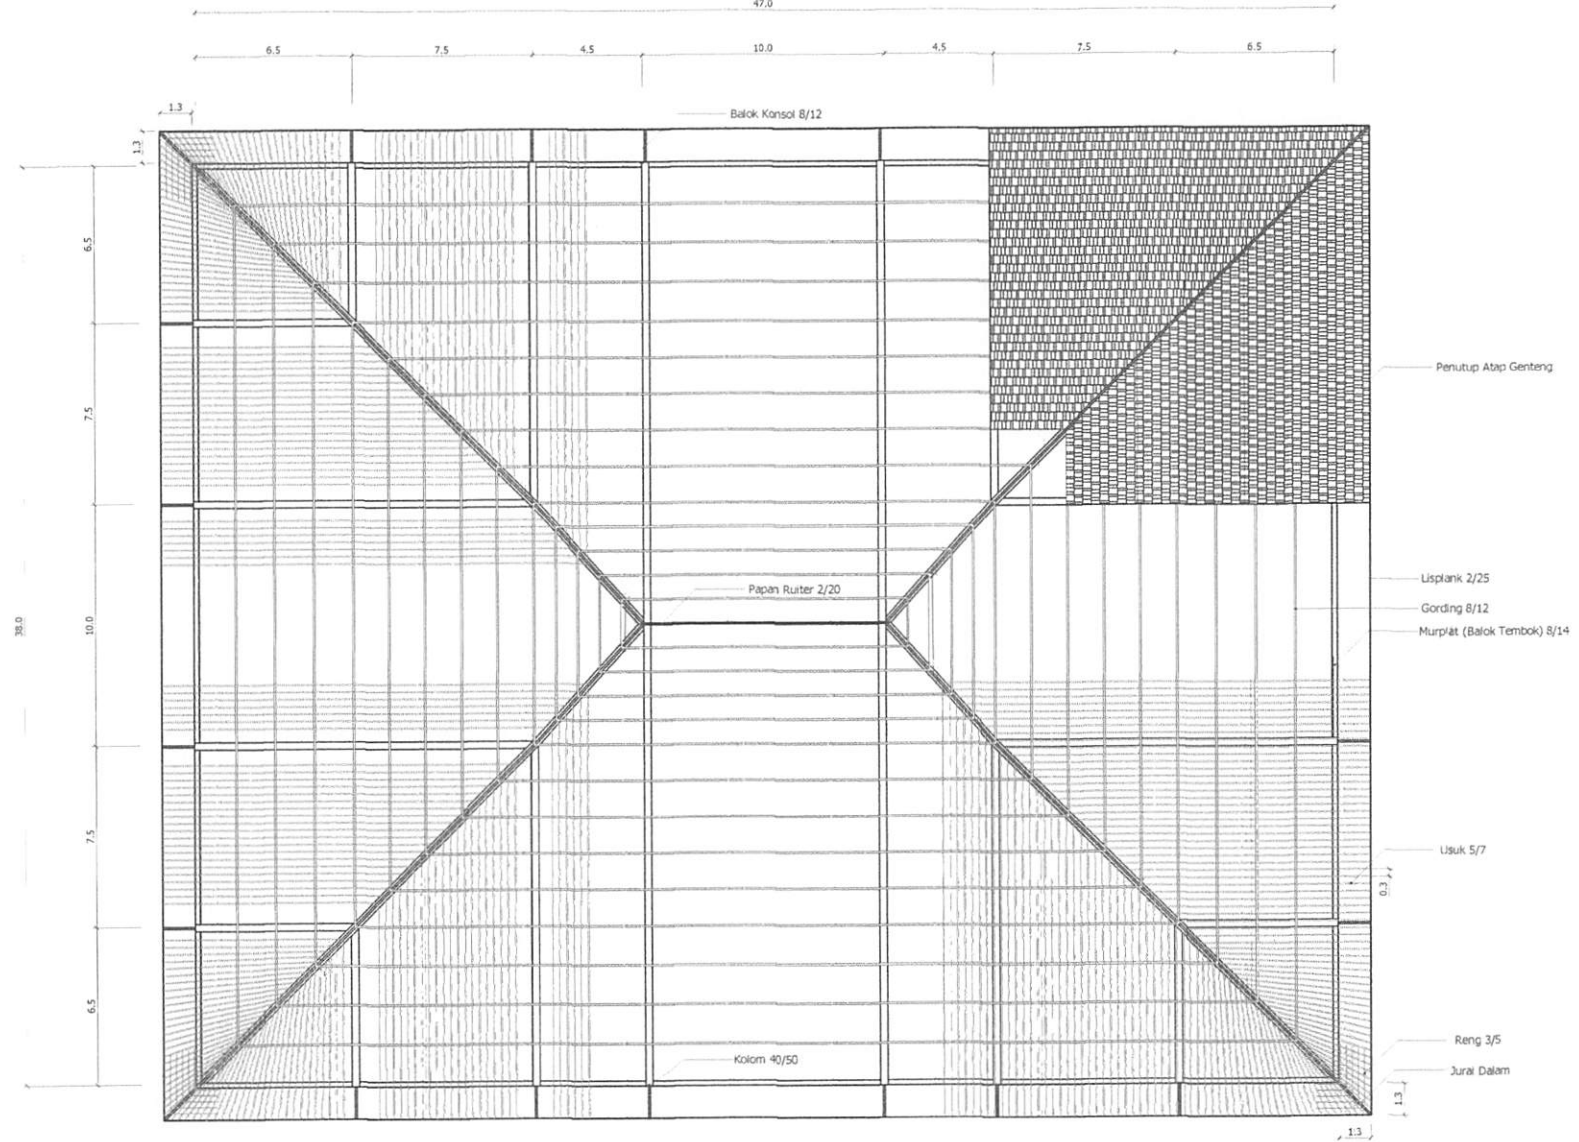 47.0
6.5
7.5
4.5
10.0
4.5
7.5
6.5
1.3
Balok Konsol 8/12
1.3
6.5
Penutup Atap Genteng
7.5
Lisplank 2/25
Papan Ruiter 2/20
Gording 8/12
38.0
10.0
Murplat (Balok Tembok) 8/14
7.5
Usuk 5/7
0.3
6.5
Reng 3/5
Kolom 40/50
Jurai Dalam
1.3
1.3